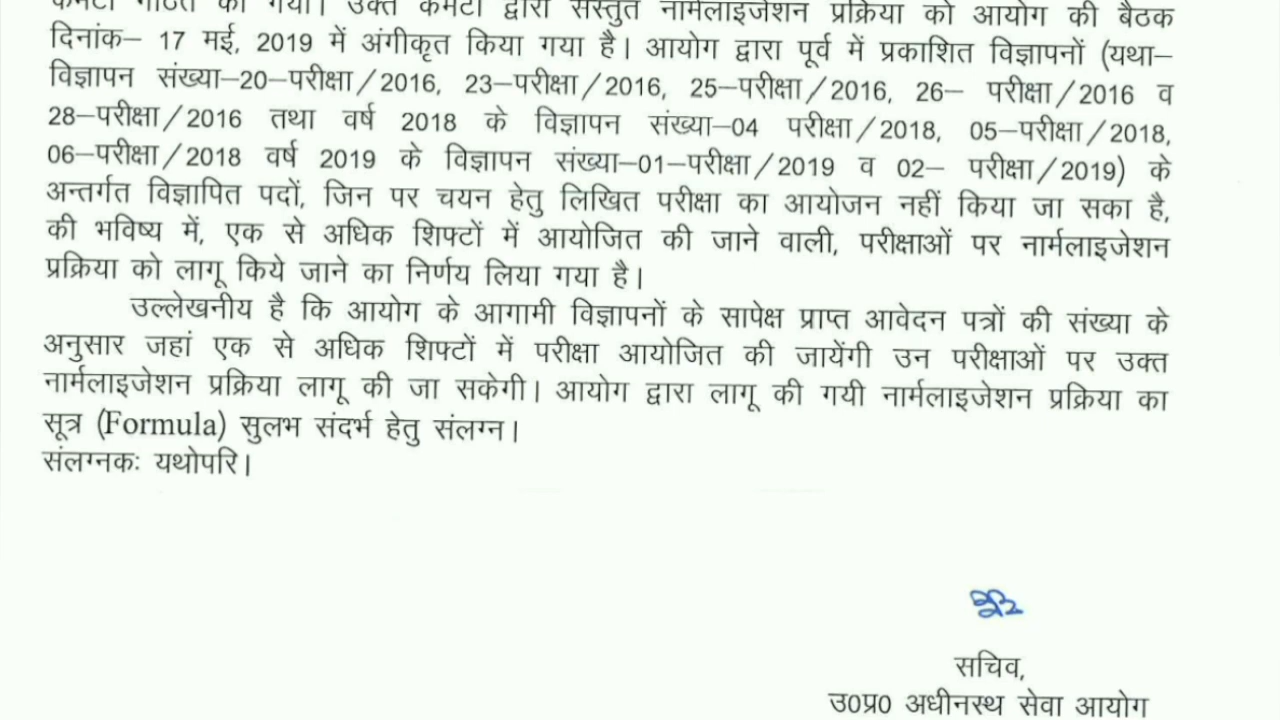 कमेटी गठित की गयी। उक्त कमेटी द्वारा संस्तुत नार्मलाइजेशन प्रक्रिया को आयोग की बैठक
दिनांक– 17 मई, 2019 में अंगीकृत किया गया है। आयोग द्वारा पूर्व में प्रकाशित विज्ञापनों (यथा–
विज्ञापन संख्या–20–परीक्षा/2016, 23–परीक्षा/2016, 25–परीक्षा/2016, 26– परीक्षा/2016 व
28–परीक्षा/2016 तथा वर्ष 2018 के विज्ञापन संख्या–04 परीक्षा/2018, 05–परीक्षा/2018,
06–परीक्षा/2018 वर्ष 2019 के विज्ञापन संख्या–01–परीक्षा/2019 व 02– परीक्षा/2019) के
अन्तर्गत विज्ञापित पदों, जिन पर चयन हेतु लिखित परीक्षा का आयोजन नहीं किया जा सका है,
की भविष्य में, एक से अधिक शिफ्टों में आयोजित की जाने वाली, परीक्षाओं पर नार्मलाइजेशन
प्रक्रिया को लागू किये जाने का निर्णय लिया गया है।
उल्लेखनीय है कि आयोग के आगामी विज्ञापनों के सापेक्ष प्राप्त आवेदन पत्रों की संख्या के
अनुसार जहां एक से अधिक शिफ्टों में परीक्षा आयोजित की जायेंगी उन परीक्षाओं पर उक्त
नार्मलाइजेशन प्रक्रिया लागू की जा सकेगी। आयोग द्वारा लागू की गयी नार्मलाइजेशन प्रक्रिया का
सूत्र (Formula) सुलभ संदर्भ हेतु संलग्न।
संलग्नकः यथोपरि।
सचिव,
उ0प्र0 अधीनस्थ सेवा आयोग